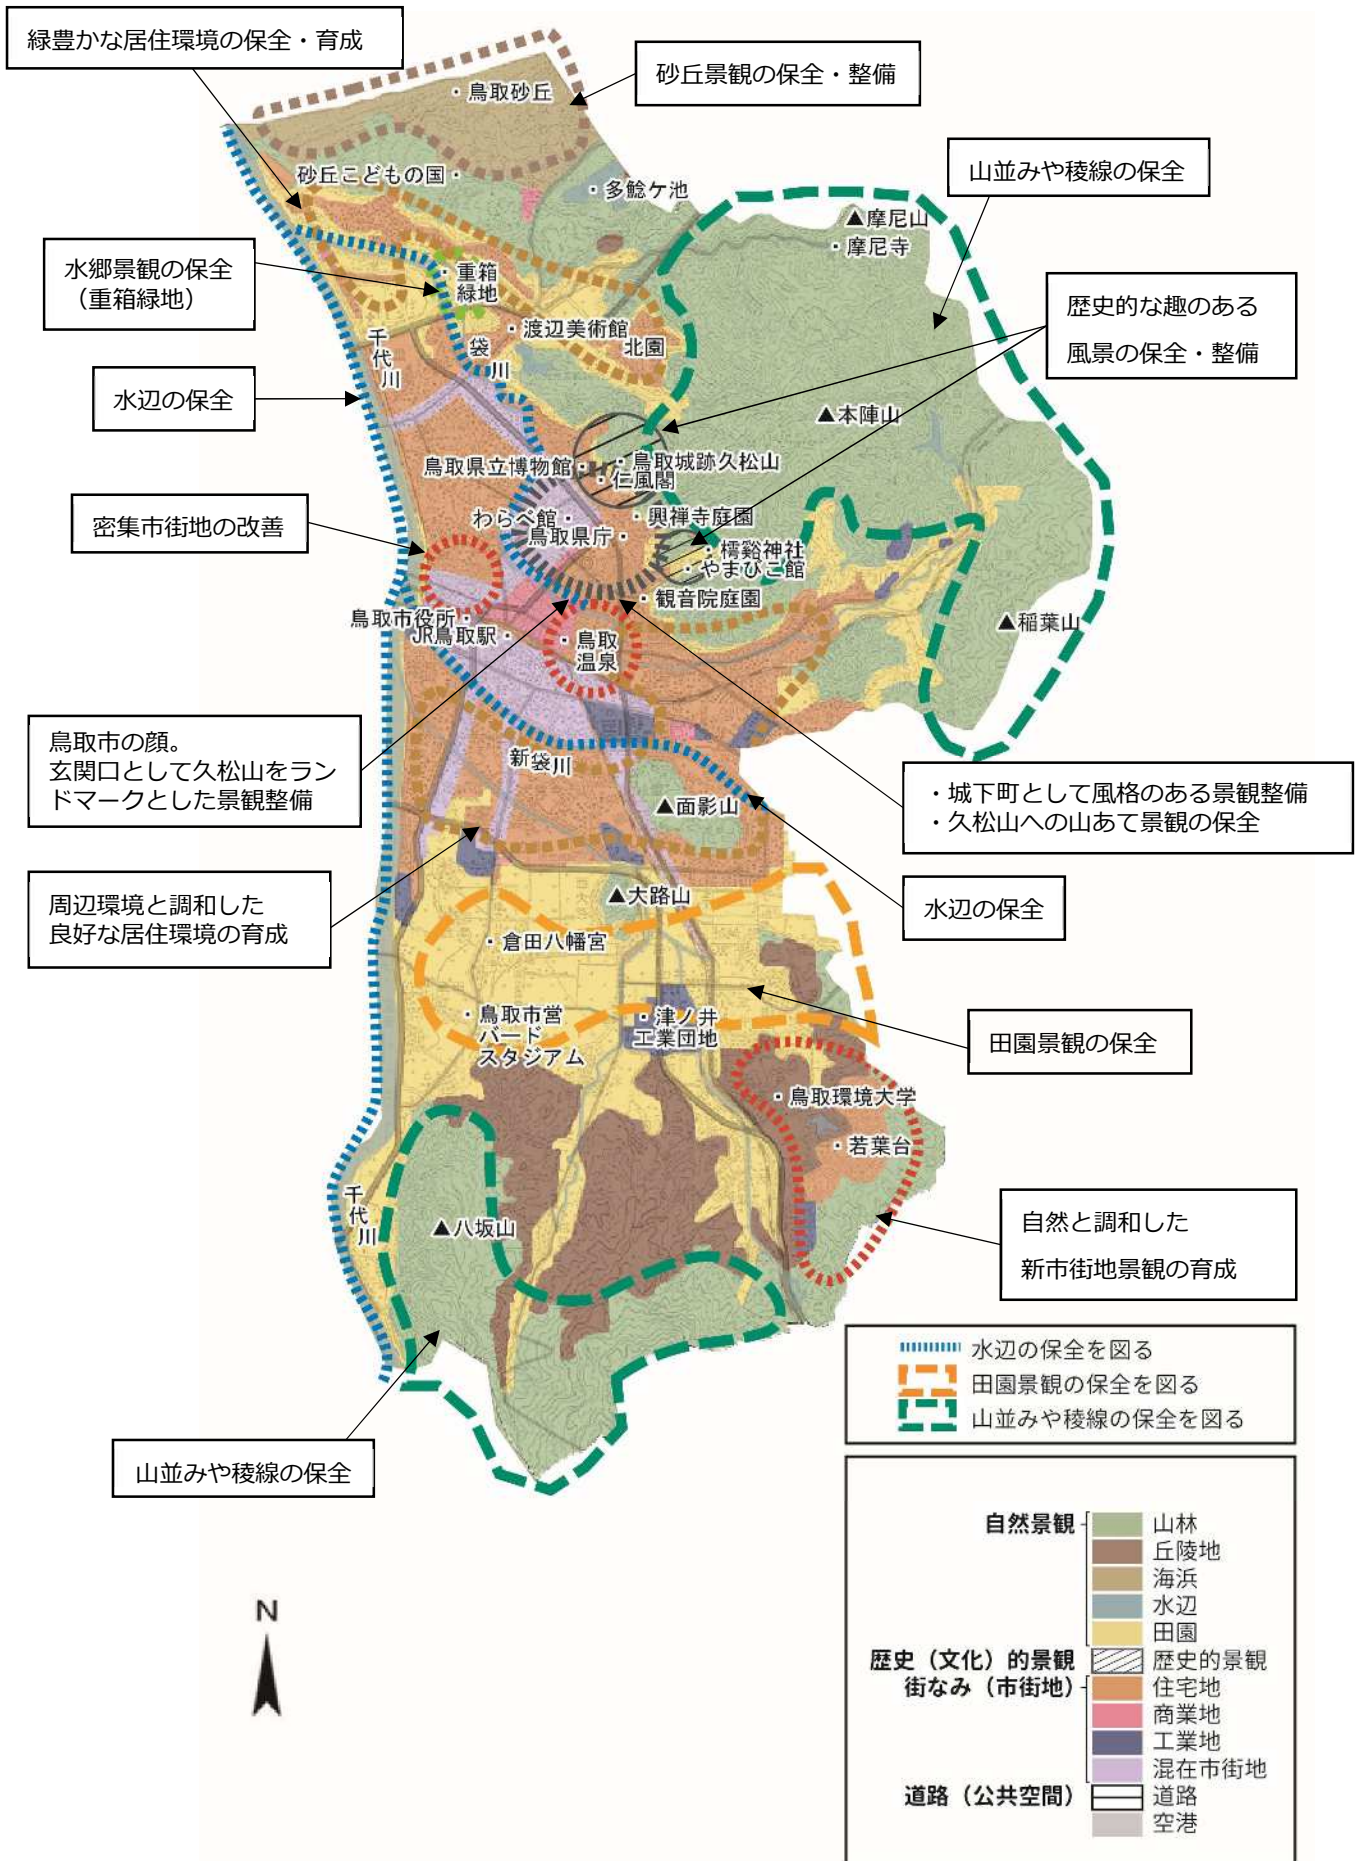 緑豊かな居住環境の保全・育成
砂丘景観の保全・整備
・鳥取砂丘
山並みや稜線の保全
砂丘こどもの国・
・多鯰ケ池
▲摩尼山
・摩尼寺
水郷景観の保全
（重箱緑地）
・重箱
緑地
歴史的な趣のある
風景の保全・整備
・渡辺美術館
北園
千代川
袋川
水辺の保全
▲本陣山
鳥取県立博物館・
・鳥取城跡久松山
・仁風閣
密集市街地の改善
わらべ館・
・興禅寺庭園
鳥取県庁・
・樗谿神社
・やまびこ館
・観音院庭園
鳥取市役所・
JR鳥取駅・
・鳥取
温泉
▲稲葉山
鳥取市の顔。
玄関口として久松山をラン
ドマークとした景観整備
新袋川
・城下町として風格のある景観整備
・久松山への山あて景観の保全
▲面影山
周辺環境と調和した
良好な居住環境の育成
▲大路山
水辺の保全
・倉田八幡宮
・鳥取市営
バード
スタジアム
・津ノ井
工業団地
田園景観の保全
・鳥取環境大学
・若葉台
千代川
▲八坂山
自然と調和した
新市街地景観の育成
山並みや稜線の保全
水辺の保全を図る
田園景観の保全を図る
山並みや稜線の保全を図る
自然景観 山林
丘陵地
海浜
水辺
田園
歴史（文化）的景観 歴史的景観
街なみ（市街地） 住宅地
商業地
工業地
混在市街地
道路（公共空間） 道路
空港
N